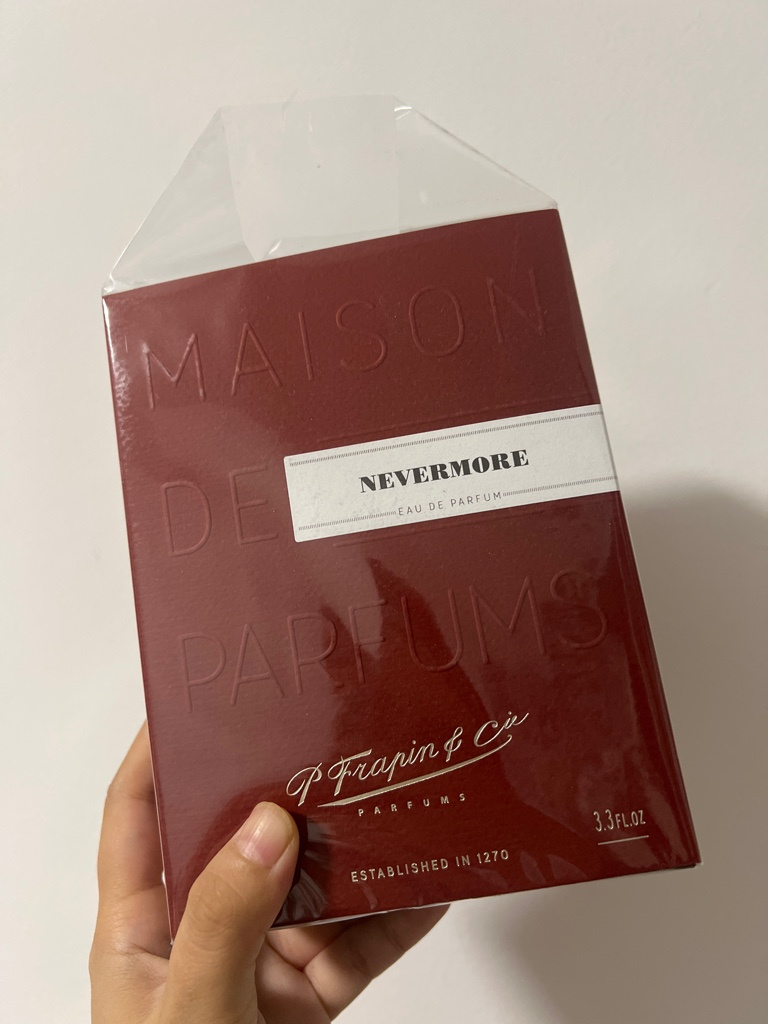 MAISON
DE
NEVERMORE
EAU DE PARFUM
PARFUMS
P Frapin & Cie
PARFUMS
3.3 FL.OZ
ESTABLISHED IN 1270